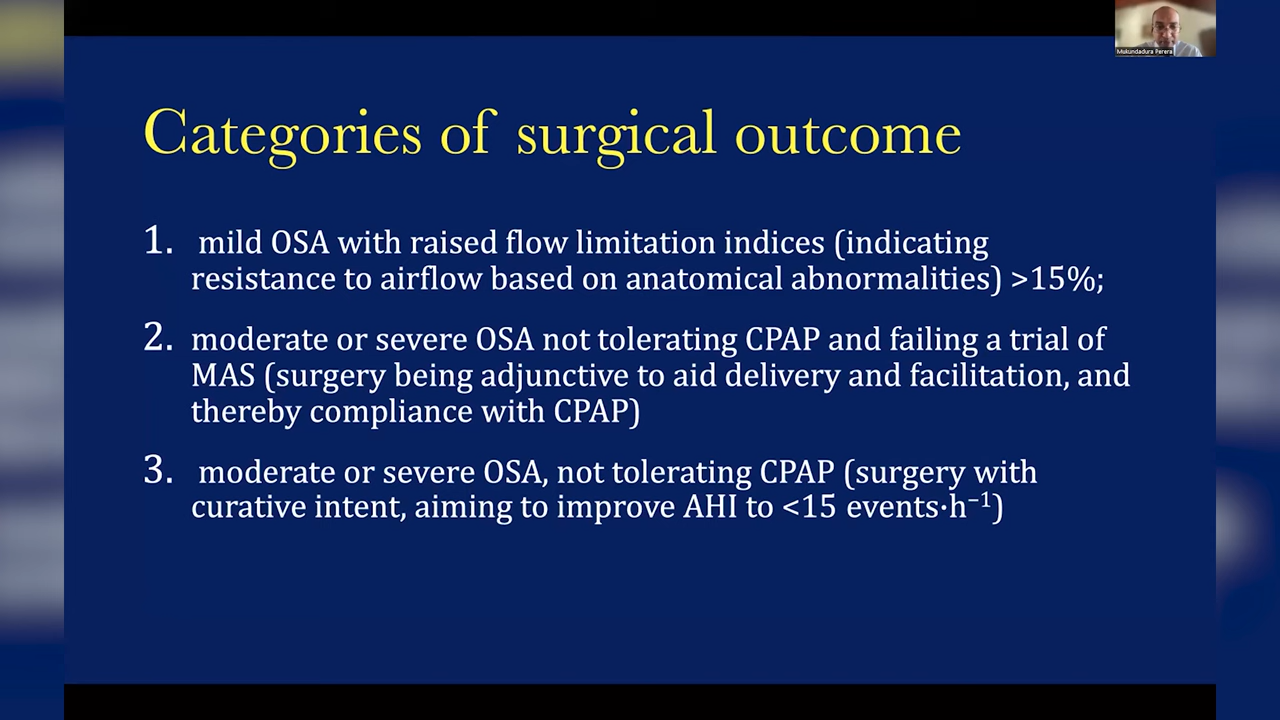 Mukundadura Perera
Categories of surgical outcome
1. mild OSA with raised flow limitation indices (indicating
resistance to airflow based on anatomical abnormalities) >15%;
2. moderate or severe OSA not tolerating CPAP and failing a trial of
MAS (surgery being adjunctive to aid delivery and facilitation, and
thereby compliance with CPAP)
3. moderate or severe OSA, not tolerating CPAP (surgery with
curative intent, aiming to improve AHI to <15 events·h⁻¹)